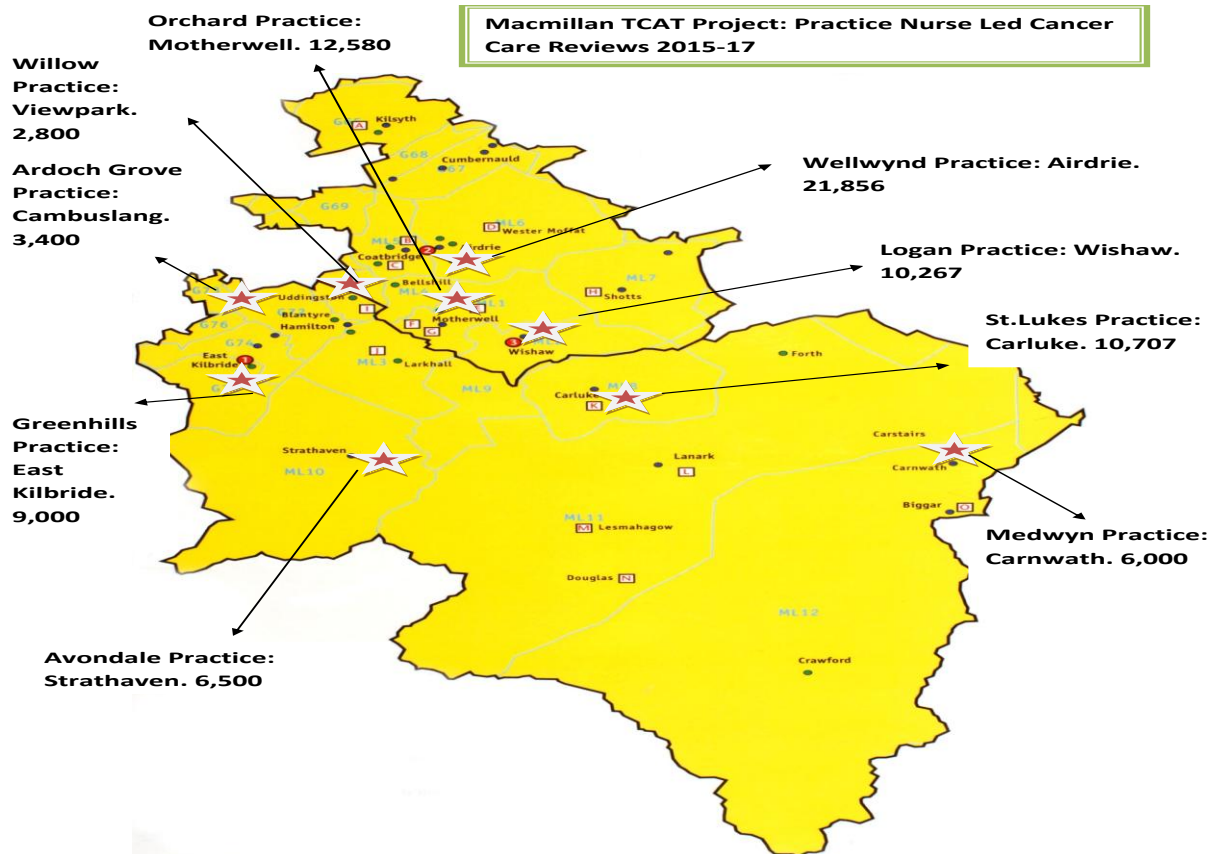 Orchard Practice:
Motherwell. 12,580
Macmillan TCAT Project: Practice Nurse Led Cancer
Care Reviews 2015-17
Willow
Practice:
Viewpark.
2,800
Ardoch Grove
Practice:
Cambuslang.
3,400
Wellwynd Practice: Airdrie.
21,856
Logan Practice: Wishaw.
10,267
St.Lukes Practice:
Carluke. 10,707
Greenhills
Practice:
East
Kilbride.
9,000
Medwyn Practice:
Carnwath. 6,000
Avondale Practice:
Strathaven. 6,500
A
Kilsyth
G68
Cumbernauld
G69
ML6
D
Wester Moffat
B
2
Airdrie
Coatbridge
C
ML7
Bellshill
H
Shotts
Uddingston
I
Blantyre
G76
Hamilton
F
G
Motherwell
G74
3
Wishaw
East
Kilbride
1
J
ML3
Larkhall
ML9
Forth
Carluke
K
Carstairs
Strathaven
ML10
Lanark
L
Carnwath
Biggar
O
ML11
M
Lesmahagow
Douglas
N
ML12
Crawford